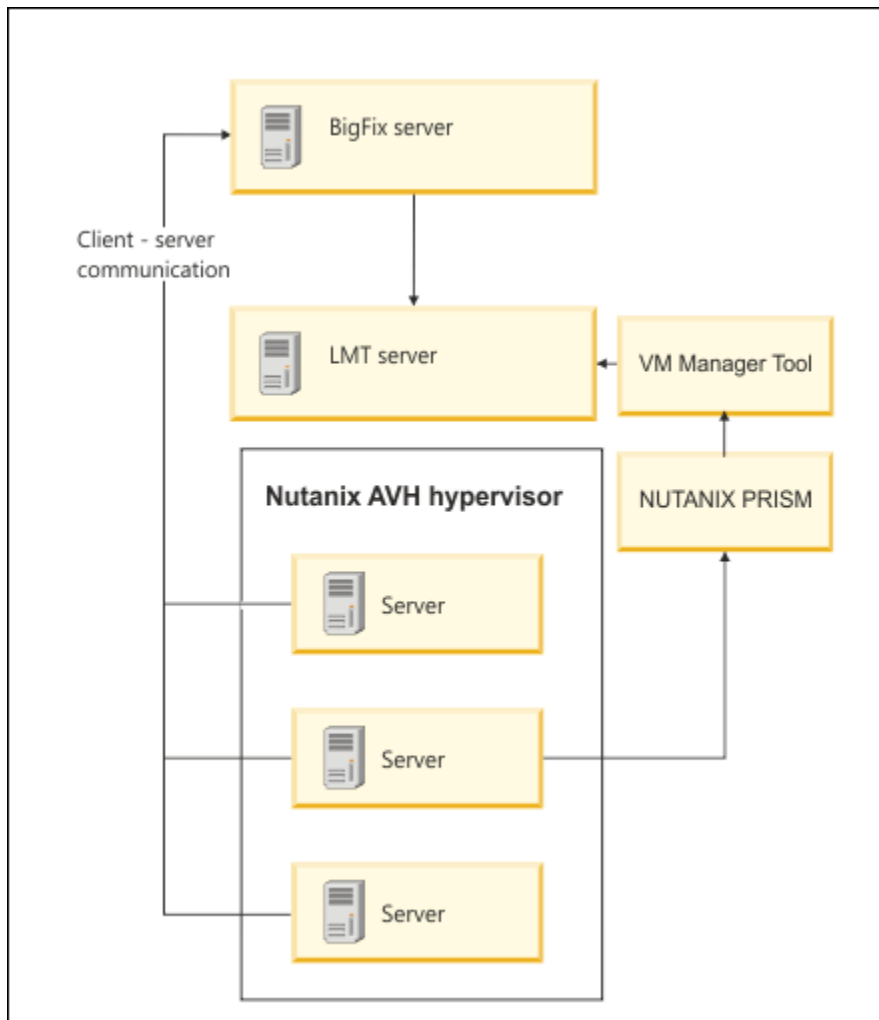 BigFix server
Client - server
communication
LMT server
VM Manager Tool
Nutanix AVH hypervisor
NUTANIX PRISM
Server
Server
Server